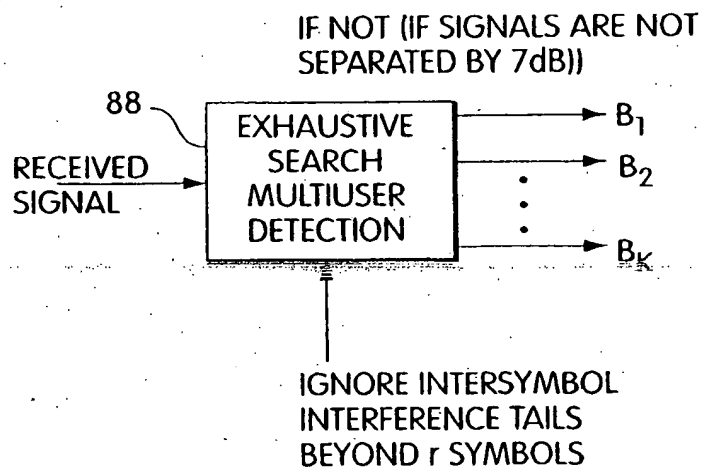 IF NOT (IF SIGNALS ARE NOT
SEPARATED BY 7dB))
88
RECEIVED
SIGNAL
EXHAUSTIVE
SEARCH
MULTIUSER
DETECTION
B1
B2
BK
IGNORE INTERSYMBOL
INTERFERENCE TAILS
BEYOND r SYMBOLS